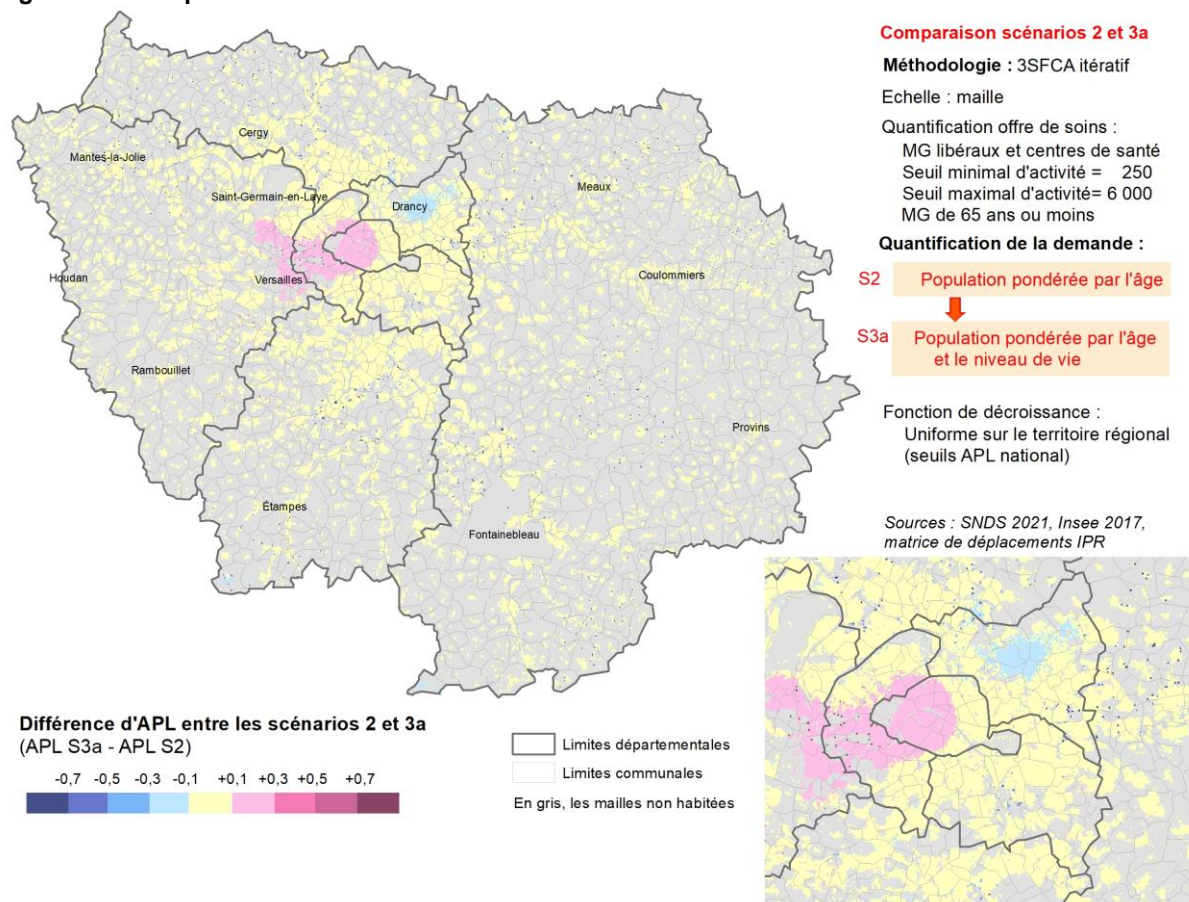 Comparaison scénarios 2 et 3a
Méthodologie : 3SFCA itératif
Echelle : maille
Quantification offre de soins :
MG libéraux et centres de santé
Seuil minimal d'activité = 250
Seuil maximal d'activité= 6 000
MG de 65 ans ou moins
Quantification de la demande :
S2 Population pondérée par l'âge
S3a Population pondérée par l'âge
et le niveau de vie
Fonction de décroissance :
Uniforme sur le territoire régional
(seuils APL national)
Sources : SNDS 2021, Insee 2017,
matrice de déplacements IPR
Cergy
Mantes-la-Jolie
Saint-Germain-en-Laye
Drancy
Meaux
Houdan
Versailles
Coulommiers
Rambouillet
Provins
Étampes
Fontainebleau
Différence d'APL entre les scénarios 2 et 3a
(APL S3a - APL S2)
-0,7 -0,5 -0,3 -0,1 +0,1 +0,3 +0,5 +0,7
Limites départementales
Limites communales
En gris, les mailles non habitées